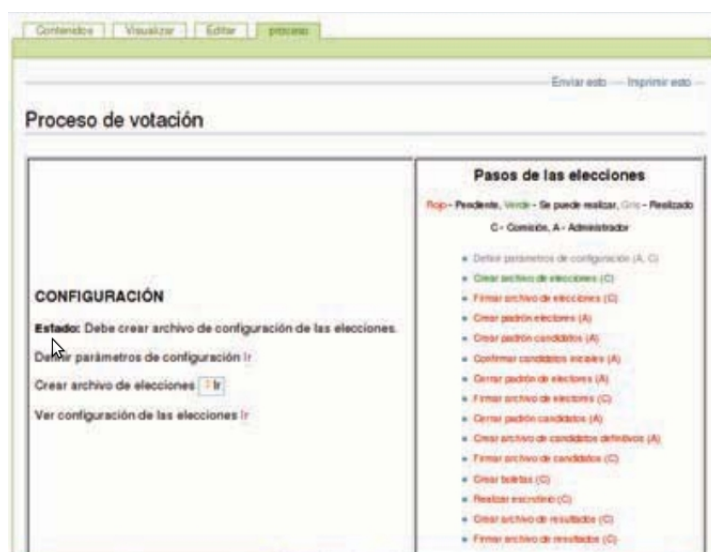 Contenidos Visualizar Editar proceso
Enviar esto — Imprimir esto —
Proceso de votación
CONFIGURACIÓN
Estado: Debe crear archivo de configuración de las elecciones.
Definir parámetros de configuración Ir
Crear archivo de elecciones Ir
Ver configuración de las elecciones Ir
Pasos de las elecciones
Rojo - Pendiente, Verde - Se puede realizar, Gris - Realizado
C - Comisión, A - Administrador
Definir parámetros de configuración (A, C)
Crear archivo de elecciones (C)
Firmar archivo de elecciones (C)
Crear padrón electores (A)
Crear padrón candidatos (A)
Confirmar candidatos iniciales (A)
Cerrar padrón de electores (A)
Firmar archivo de electores (C)
Cerrar padrón candidatos (A)
Crear archivo de candidatos definitivos (A)
Firmar archivo de candidatos (C)
Crear boletas (C)
Realizar escrutinio (C)
Crear archivo de resultados (C)
Firmar archivo de resultados (C)